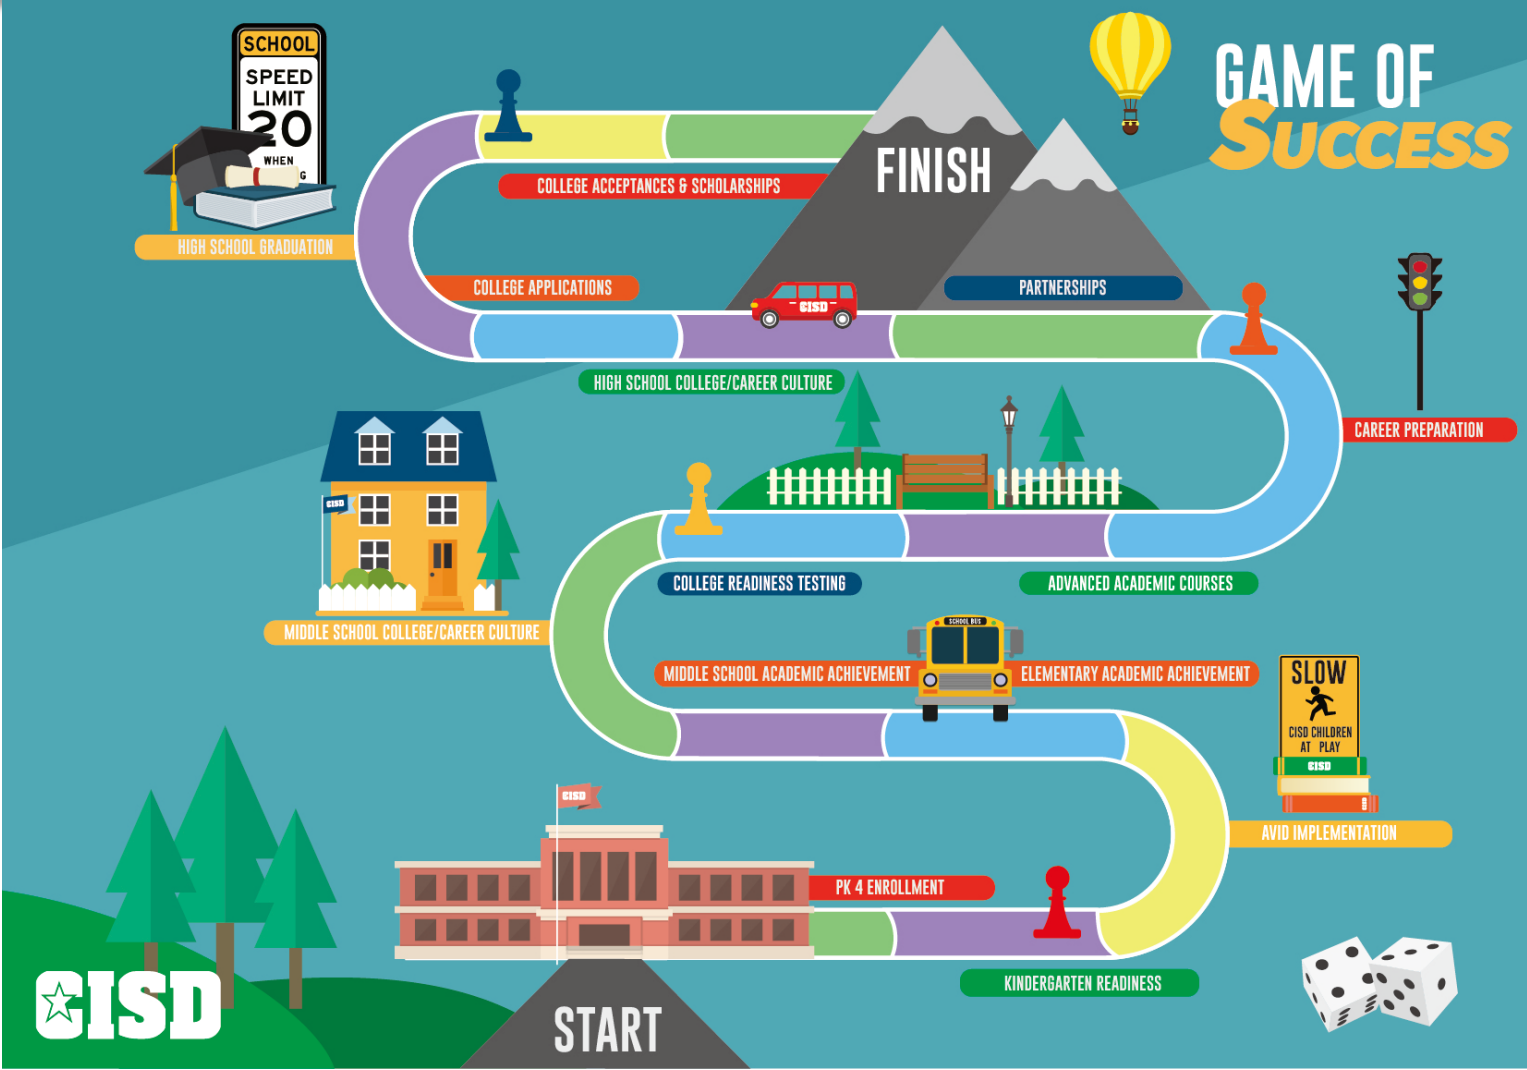 GAME OF
SUCCESS
SCHOOL
SPEED
LIMIT
20
WHEN
G
FINISH
COLLEGE ACCEPTANCES & SCHOLARSHIPS
HIGH SCHOOL GRADUATION
COLLEGE APPLICATIONS
CISD
PARTNERSHIPS
HIGH SCHOOL COLLEGE/CAREER CULTURE
CAREER PREPARATION
CISD
COLLEGE READINESS TESTING
ADVANCED ACADEMIC COURSES
SCHOOL BUS
MIDDLE SCHOOL COLLEGE/CAREER CULTURE
MIDDLE SCHOOL ACADEMIC ACHIEVEMENT
ELEMENTARY ACADEMIC ACHIEVEMENT
SLOW
CISD CHILDREN
AT PLAY
CISD
CISD
AVID IMPLEMENTATION
PK 4 ENROLLMENT
KINDERGARTEN READINESS
CISD
START